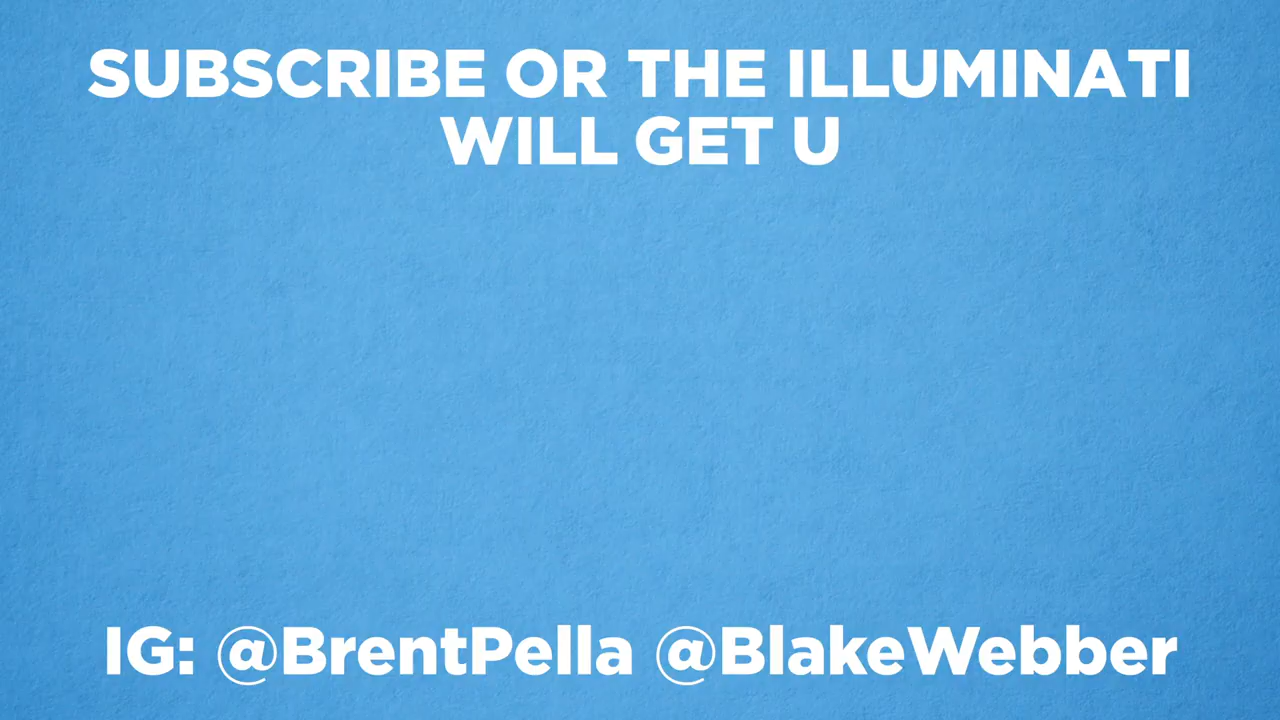 SUBSCRIBE OR THE ILLUMINATI
WILL GET U
IG: @BrentPella @BlakeWebber